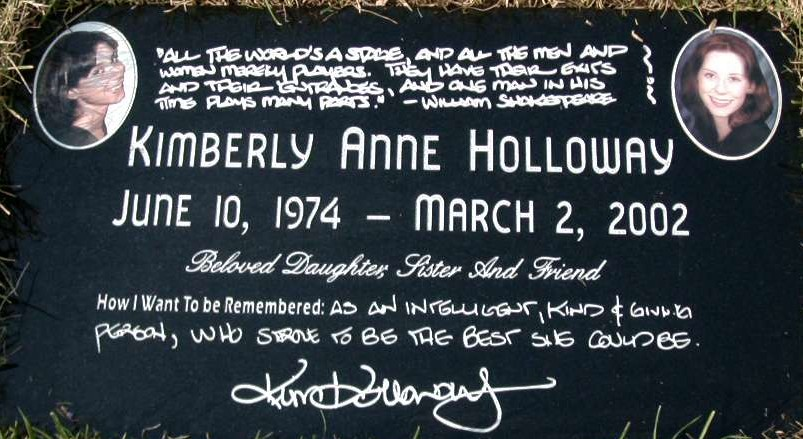 "ALL THE WORLD'S A STAGE, AND ALL THE MEN AND
WOMEN MERELY PLAYERS. THEY HAVE THEIR EXITS
AND THEIR ENTRANCES, AND ONE MAN IN HIS
TIME PLAYS MANY PARTS." - WILLIAM SHAKESPEARE
KIMBERLY ANNE HOLLOWAY
JUNE 10, 1974 – MARCH 2, 2002
Beloved Daughter, Sister And Friend
How I Want To be Remembered: AS AN INTELLIGENT, KIND & GIVING
PERSON, WHO STROVE TO BE THE BEST SHE COULD BE.
Kim Holloway